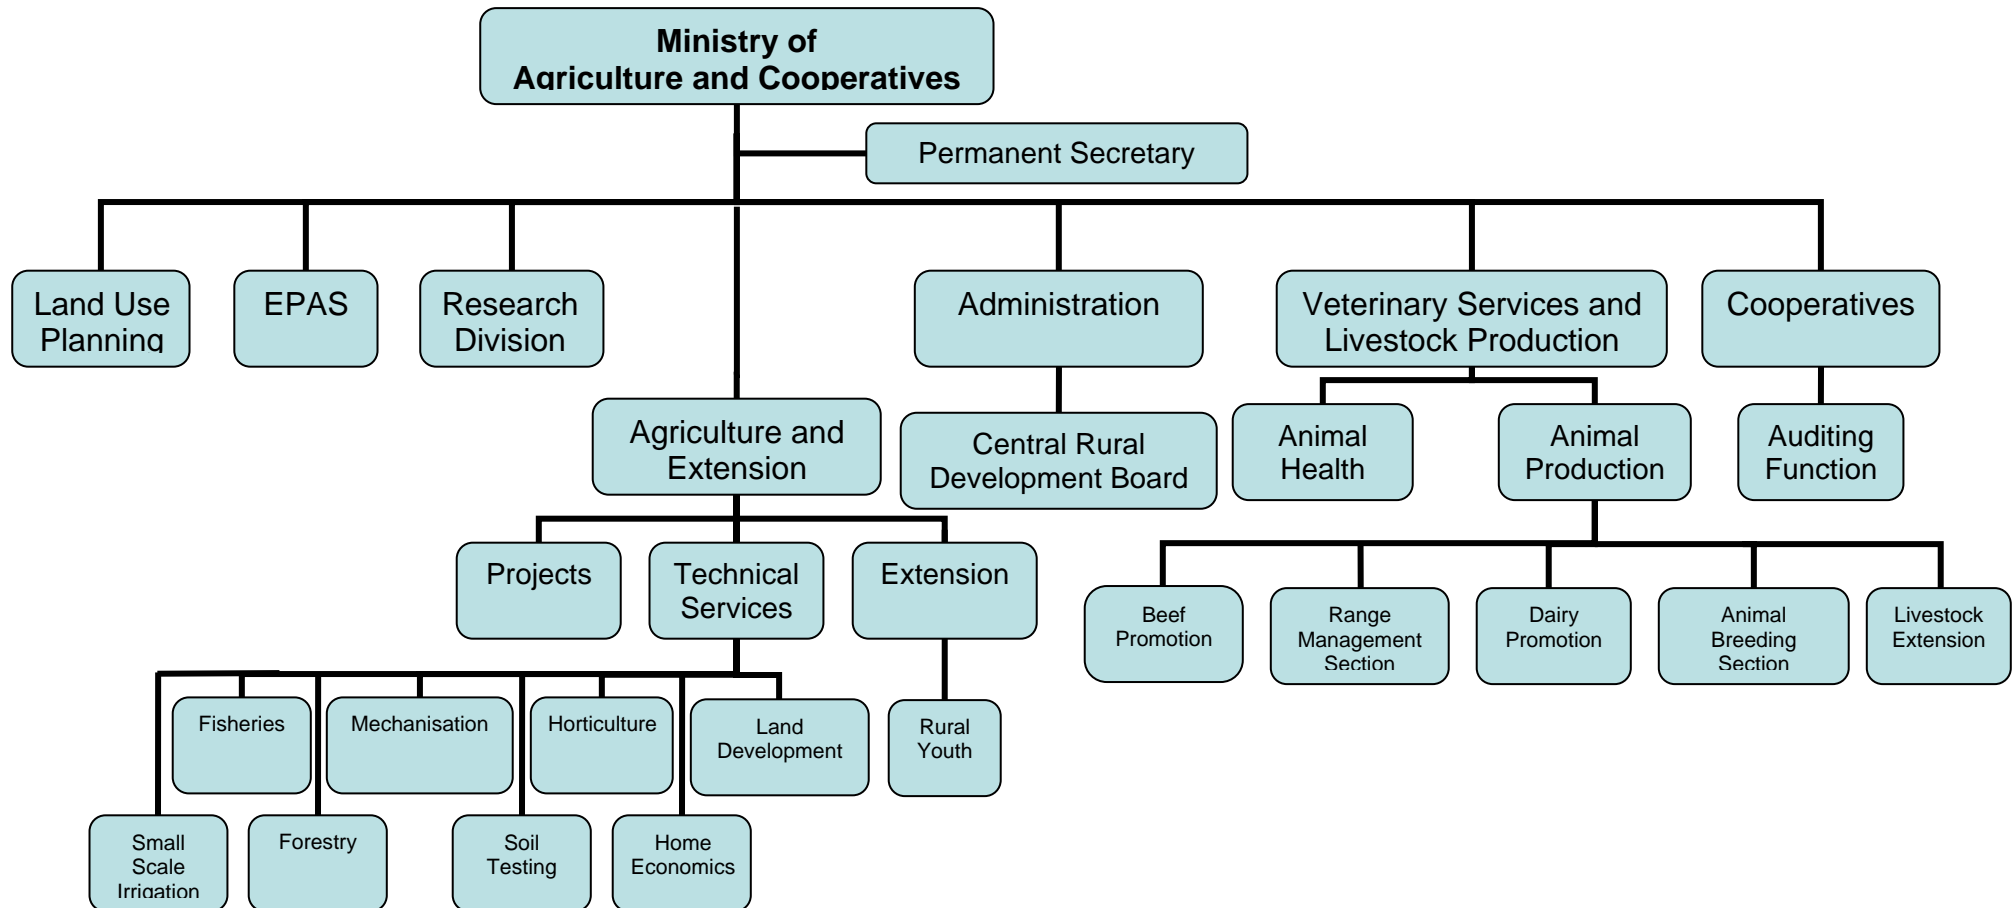 Ministry of
Agriculture and Cooperatives
Permanent Secretary
Land Use
Planning
EPAS
Research
Division
Administration
Veterinary Services and
Livestock Production
Cooperatives
Agriculture and
Extension
Central Rural
Development Board
Animal
Health
Animal
Production
Auditing
Function
Projects
Technical
Services
Extension
Beef
Promotion
Range
Management
Section
Dairy
Promotion
Animal
Breeding
Section
Livestock
Extension
Fisheries
Mechanisation
Horticulture
Land
Development
Rural
Youth
Small
Scale
Irrigation
Forestry
Soil
Testing
Home
Economics